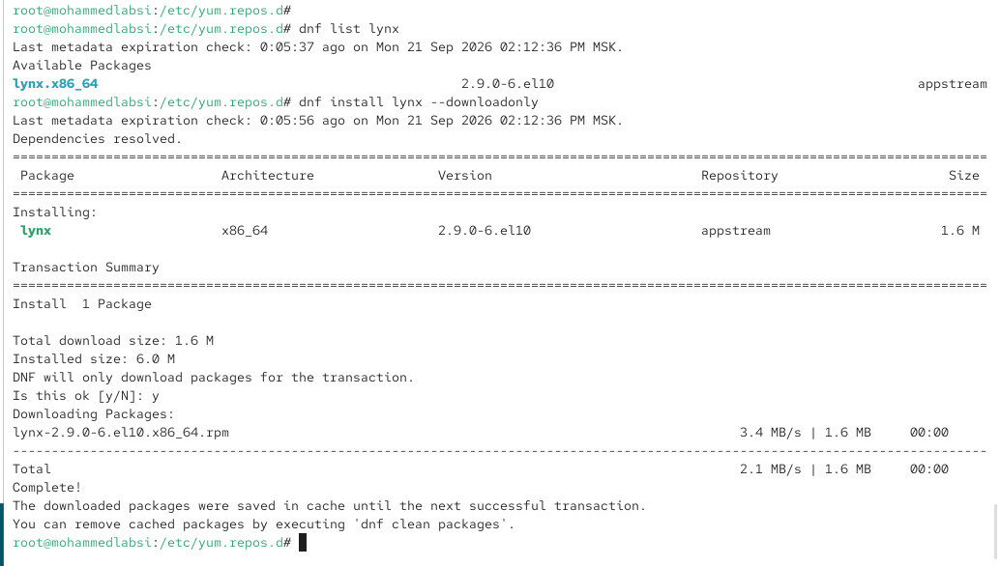 root@mohammedlabsi:/etc/yum.repos.d#
root@mohammedlabsi:/etc/yum.repos.d# dnf list lynx
Last metadata expiration check: 0:05:37 ago on Mon 21 Sep 2026 02:12:36 PM MSK.
Available Packages
lynx.x86_64 2.9.0-6.el10 appstream
root@mohammedlabsi:/etc/yum.repos.d# dnf install lynx --downloadonly
Last metadata expiration check: 0:05:56 ago on Mon 21 Sep 2026 02:12:36 PM MSK.
Dependencies resolved.
================================================================================
Package Architecture Version Repository Size
================================================================================
Installing:
lynx x86_64 2.9.0-6.el10 appstream 1.6 M
Transaction Summary
================================================================================
Install  1 Package
Total download size: 1.6 M
Installed size: 6.0 M
DNF will only download packages for the transaction.
Is this ok [y/N]: y
Downloading Packages:
lynx-2.9.0-6.el10.x86_64.rpm 3.4 MB/s | 1.6 MB 00:00
--------------------------------------------------------------------------------
Total 2.1 MB/s | 1.6 MB 00:00
Complete!
The downloaded packages were saved in cache until the next successful transaction.
You can remove cached packages by executing 'dnf clean packages'.
root@mohammedlabsi:/etc/yum.repos.d#